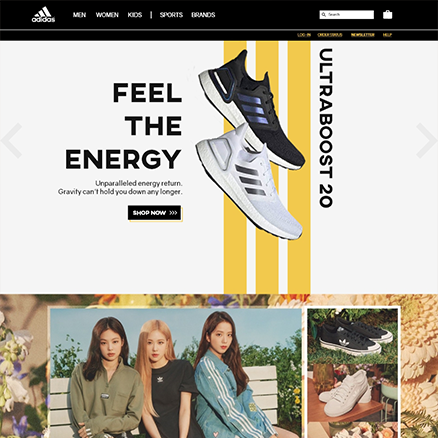 adidas
MEN WOMEN KIDS | SPORTS BRANDS
Search
LOG IN ORDER STATUS NEWSLETTER HELP
FEEL
THE
ENERGY
Unparalleled energy return.
Gravity can't hold you down any longer.
SHOP NOW >>>
ULTRABOOST 20